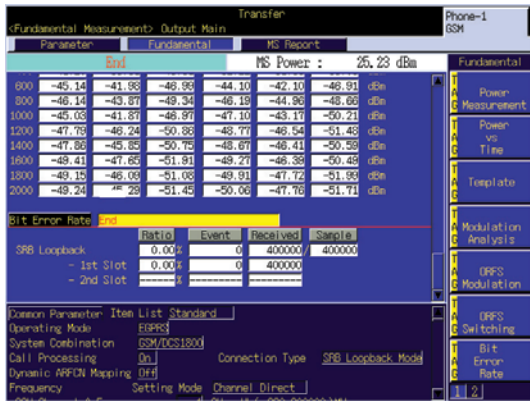 Transfer
Phone-1
<Fundamental Measurement> Output Main
GSM
Parameter Fundamental MS Report
End MS Power : 25.23 dBm
Fundamental
600 -45.14 -41.98 -46.99 -44.10 -42.10 -46.91 dBm
800 -46.14 -43.87 -49.34 -46.19 -44.96 -48.66 dBm
1000 -45.03 -41.87 -46.97 -47.10 -43.17 -50.21 dBm
1200 -47.79 -46.24 -50.88 -48.77 -46.54 -51.48 dBm
1400 -47.86 -45.85 -50.75 -48.67 -46.41 -50.59 dBm
1600 -49.41 -47.65 -51.91 -49.27 -46.39 -50.49 dBm
1800 -49.15 -46.09 -51.08 -49.91 -47.72 -51.99 dBm
2000 -49.24 29 -51.45 -50.06 -47.76 -51.71 dBm
Bit Error Rate End
Ratio Event Received Sample
SRB Loopback 0.00% 0 400000/ 400000
- 1st Slot 0.00% 0 400000
- 2nd Slot ------% ------ ------
Common Parameter Item List Standard
Operating Mode EGPRS
System Combination GSM/DCS1800
Call Processing On Connection Type SRB Loopback Mode
Dynamic ARFCN Mapping Off
Frequency Setting Mode Channel Direct
TAG Power Measurement
TAG Power vs Time
TAG Template
TAG Modulation Analysis
TAG ORFS Modulation
TAG ORFS Switching
TAG Bit Error Rate
1 2